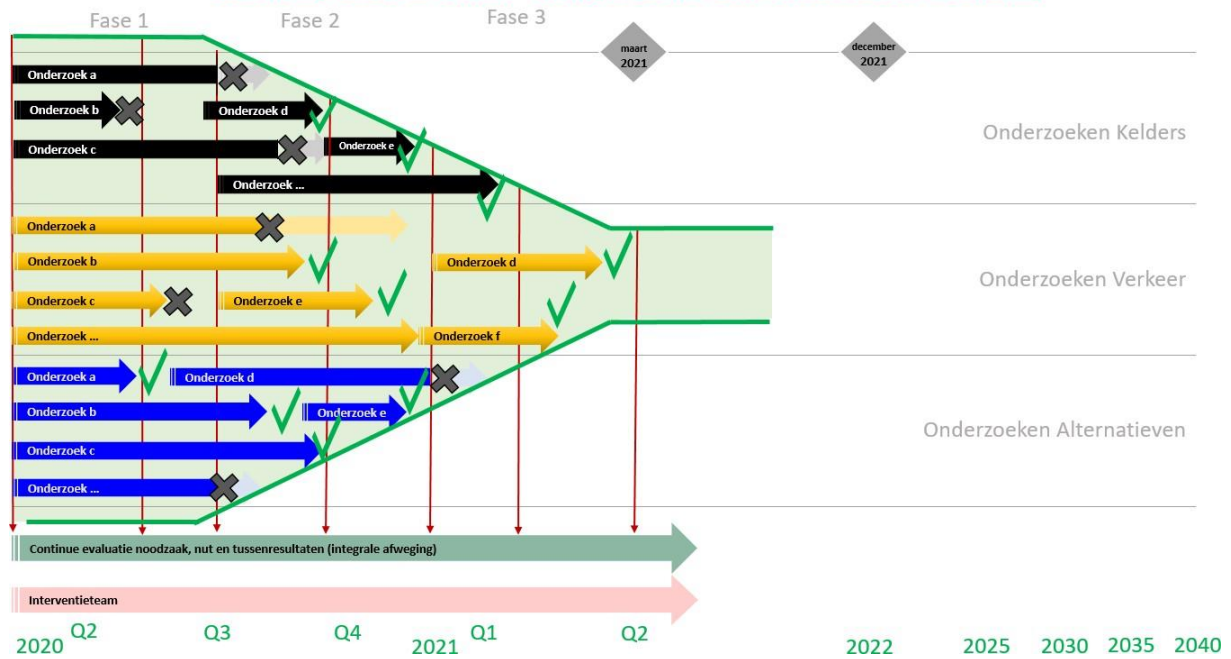 Fase 1
Fase 2
Fase 3
maart
2021
december
2021
Onderzoek a
Onderzoek b
Onderzoek d
Onderzoek c
Onderzoek e
Onderzoek ...
Onderzoeken Kelders
Onderzoek a
Onderzoek b
Onderzoek d
Onderzoek c
Onderzoek e
Onderzoek ...
Onderzoek f
Onderzoeken Verkeer
Onderzoek a
Onderzoek d
Onderzoek b
Onderzoek e
Onderzoek c
Onderzoek ...
Onderzoeken Alternatieven
Continue evaluatie noodzaak, nut en tussenresultaten (integrale afweging)
Interventieteam
Q2
Q3
Q4
Q1
Q2
2020
2021
2022
2025
2030
2035
2040